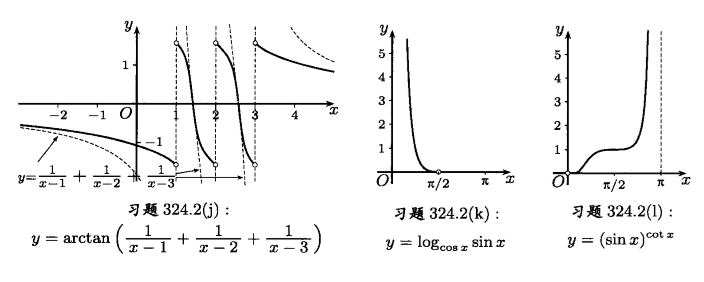 y
1
−2 −1 O 1 2 3 4 x
−1
y = 1/(x−1) + 1/(x−2) + 1/(x−3)
习题 324.2(j) :
y = arctan ( 1/(x − 1) + 1/(x − 2) + 1/(x − 3) )
y
5
4
3
2
1
O π/2 π x
习题 324.2(k) :
y = log_{cos x} sin x
y
5
4
3
2
1
O π/2 π x
习题 324.2(l) :
y = (sin x)^{cot x}